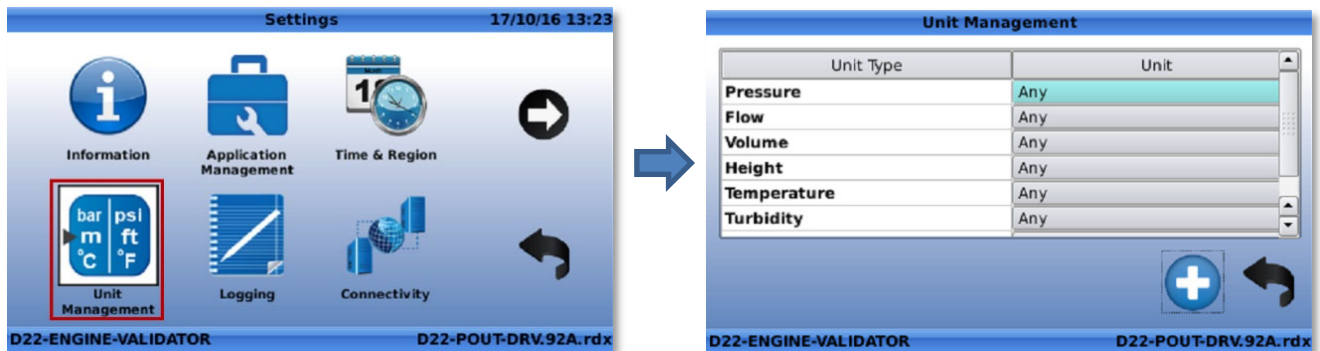 Settings 17/10/16 13:23
Information
Application
Management
Time & Region
bar psi
m ft
°C °F
Unit
Management
Logging
Connectivity
D22-ENGINE-VALIDATOR D22-POUT-DRV.92A.rdx
Unit Management
Unit Type Unit
Pressure Any
Flow Any
Volume Any
Height Any
Temperature Any
Turbidity Any
D22-ENGINE-VALIDATOR D22-POUT-DRV.92A.rdx